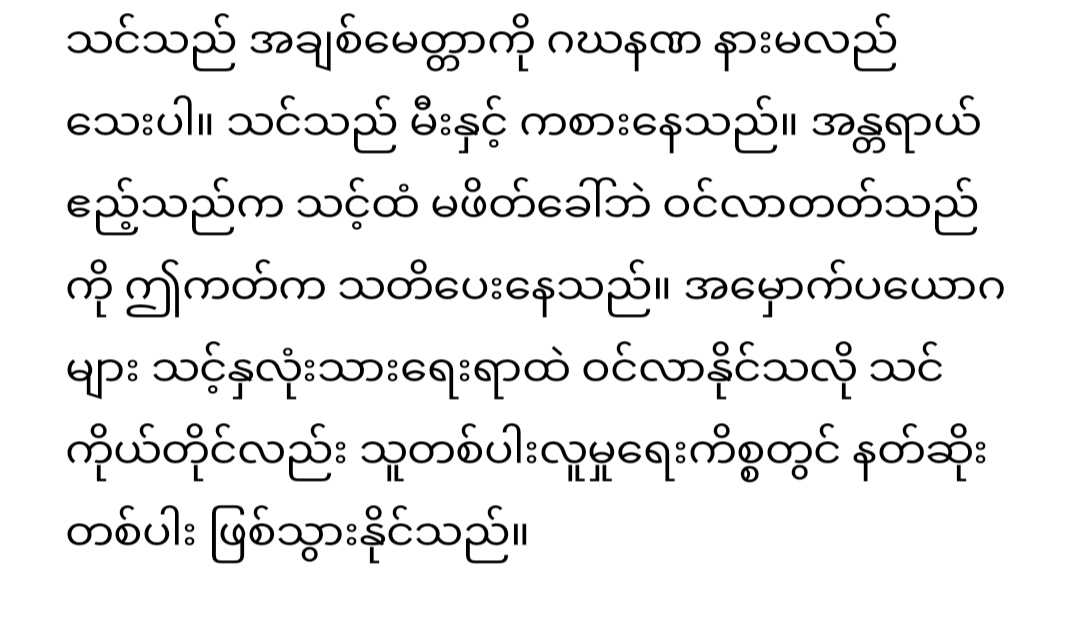 သင်သည် အချစ်မေတ္တာကို ဂဃနဏ နားမလည်
သေးပါ။ သင်သည် မီးနှင့် ကစားနေသည်။ အန္တရာယ်
ဧည့်သည်က သင့်ထံ မဖိတ်ခေါ်ဘဲ ဝင်လာတတ်သည်
ကို ဤကတ်က သတိပေးနေသည်။ အမှောက်ပယောဂ
များ သင့်နှလုံးသားရေးရာထဲ ဝင်လာနိုင်သလို သင်
ကိုယ်တိုင်လည်း သူတစ်ပါးလူမှုရေးကိစ္စတွင် နတ်ဆိုး
တစ်ပါး ဖြစ်သွားနိုင်သည်။